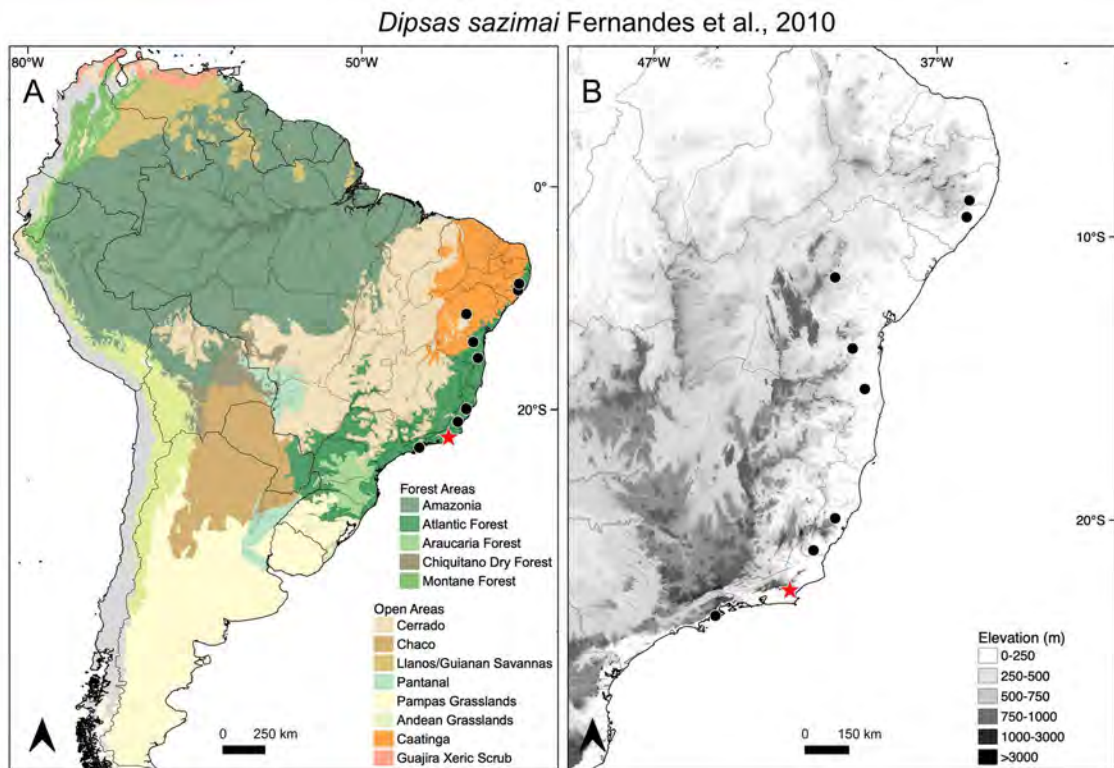 Dipsas sazimai Fernandes et al., 2010
A
80°W
50°W
0°
20°S
Forest Areas
Amazonia
Atlantic Forest
Araucaria Forest
Chiquitano Dry Forest
Montane Forest
Open Areas
Cerrado
Chaco
Llanos/Guianan Savannas
Pantanal
Pampas Grasslands
Andean Grasslands
Caatinga
Guajira Xeric Scrub
0 250 km
B
47°W
37°W
10°S
20°S
Elevation (m)
0-250
250-500
500-750
750-1000
1000-3000
>3000
0 150 km